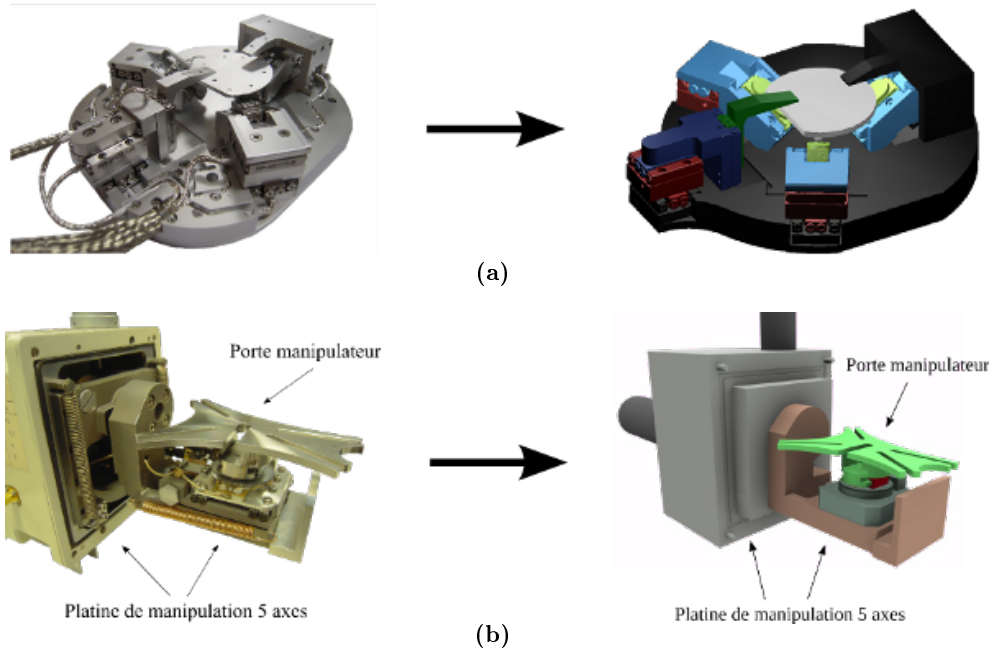 (a)
Porte manipulateur
Porte manipulateur
Platine de manipulation 5 axes
Platine de manipulation 5 axes
(b)